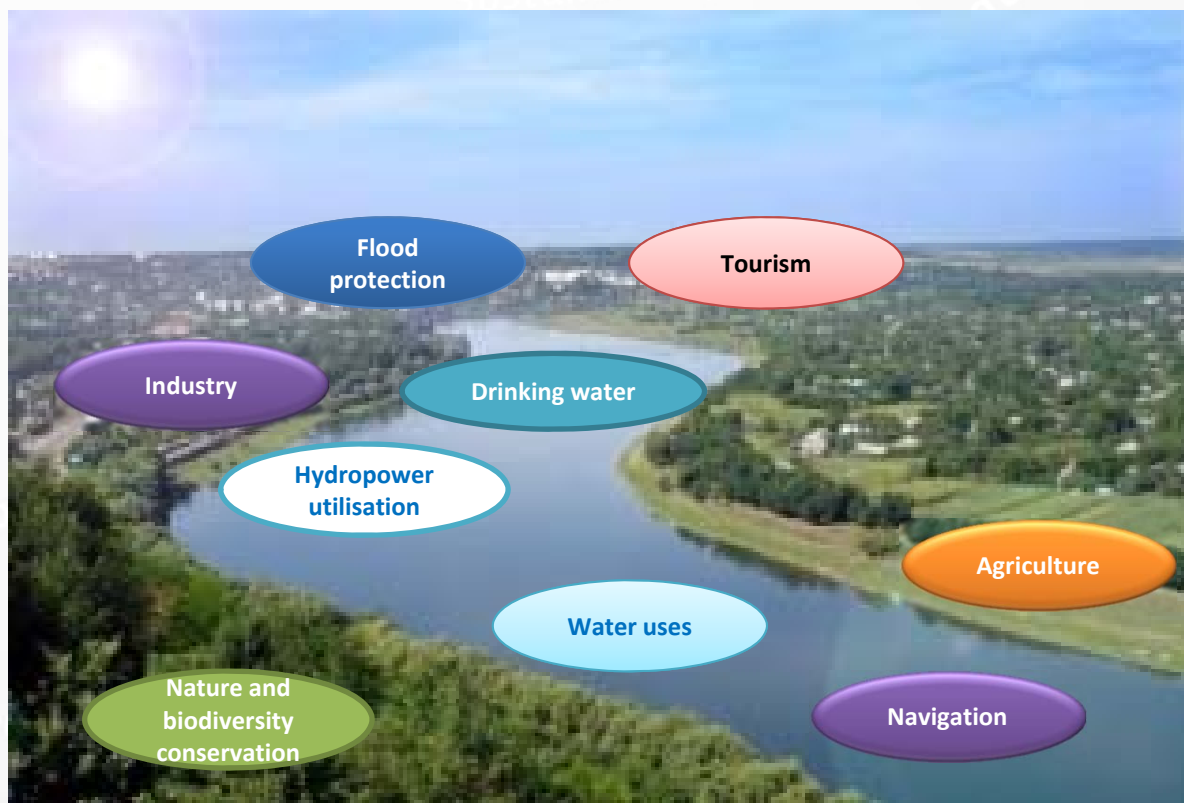 Flood
protection
Tourism
Industry
Drinking water
Hydropower
utilisation
Agriculture
Water uses
Nature and
biodiversity
conservation
Navigation